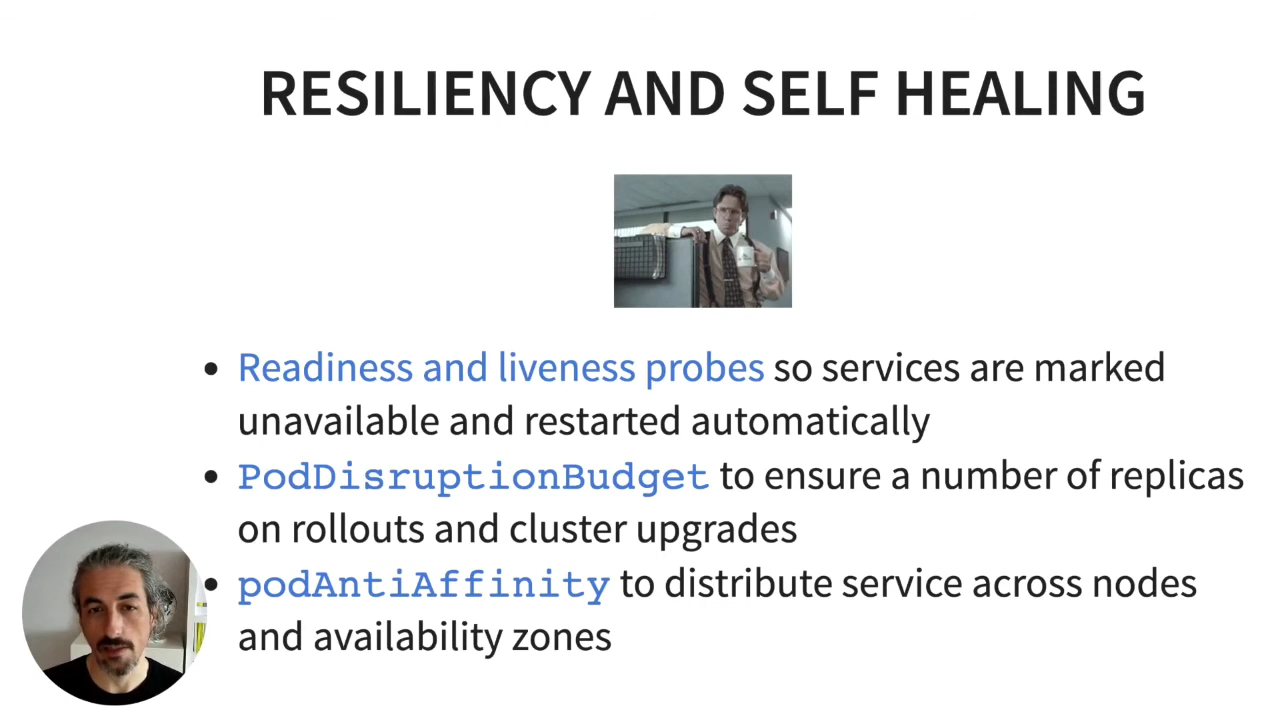 RESILIENCY AND SELF HEALING
Readiness and liveness probes so services are marked
unavailable and restarted automatically
PodDisruptionBudget to ensure a number of replicas
on rollouts and cluster upgrades
podAntiAffinity to distribute service across nodes
and availability zones